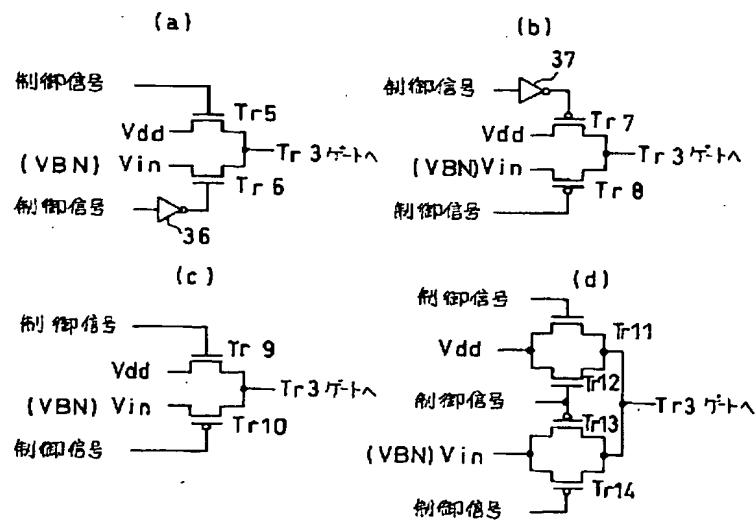 (a)
制御信号
Tr5
Vdd
Tr3ゲートへ
(VBN) Vin
Tr6
制御信号
36
(b)
37
制御信号
Tr7
Vdd
Tr3ゲートへ
(VBN)Vin
Tr8
制御信号
(c)
制御信号
Tr9
Vdd
Tr3ゲートへ
(VBN) Vin
Tr10
制御信号
(d)
制御信号
Tr11
Vdd
Tr12
制御信号
Tr3ゲートへ
Tr13
(VBN)Vin
Tr14
制御信号